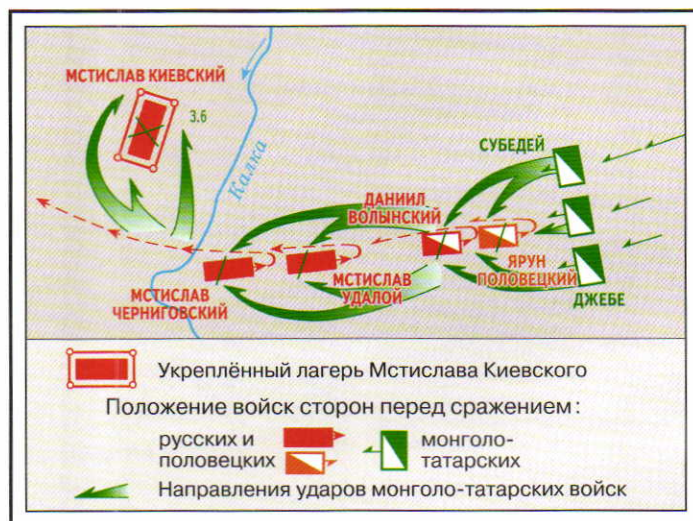 МСТИСЛАВ КИЕВСКИЙ
3.6
Калка
СУБЕДЕЙ
ДАНИИЛ
ВОЛЫНСКИЙ
ЯРУН
ПОЛОВЕЦКИЙ
МСТИСЛАВ
УДАЛОЙ
ДЖЕБЕ
МСТИСЛАВ
ЧЕРНИГОВСКИЙ
Укреплённый лагерь Мстислава Киевского
Положение войск сторон перед сражением:
русских и
половецких
монголо-
татарских
Направления ударов монголо-татарских войск